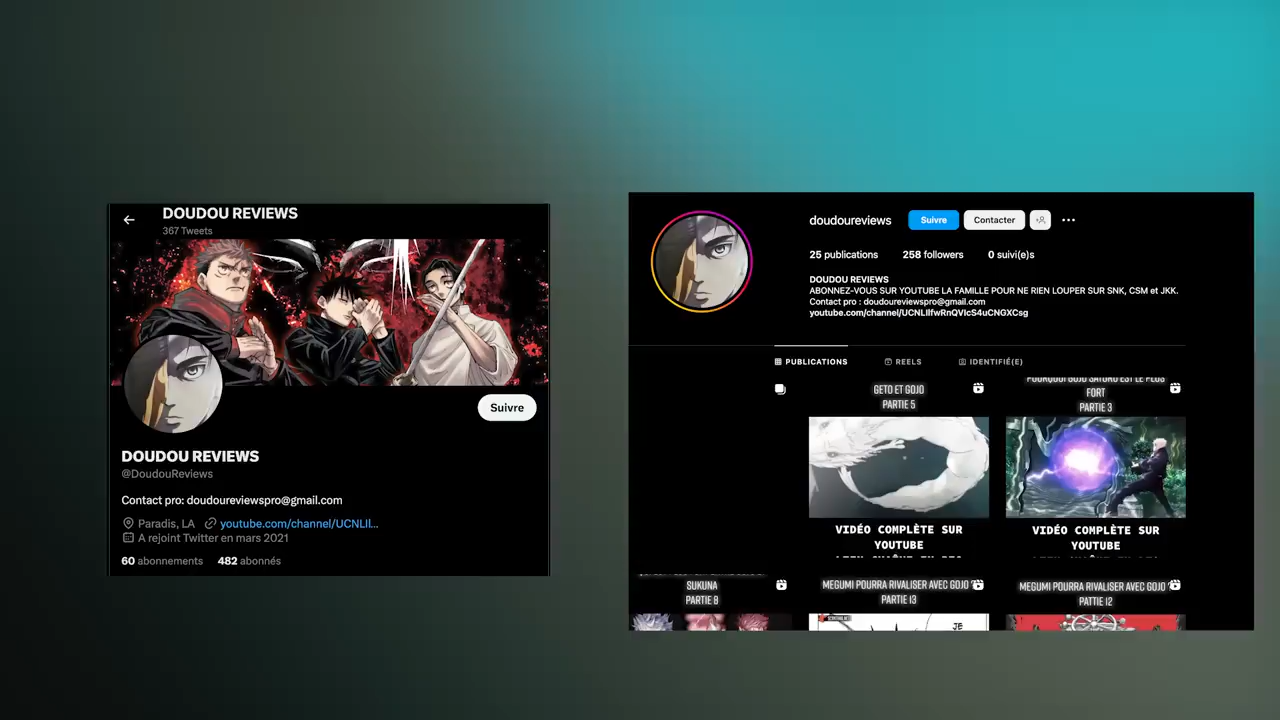 DOUDOU REVIEWS
367 Tweets
Suivre
DOUDOU REVIEWS
@DoudouReviews
Contact pro: doudoureviewspro@gmail.com
Paradis, LA youtube.com/channel/UCNLIl...
A rejoint Twitter en mars 2021
60 abonnements 482 abonnés
doudoureviews Suivre Contacter
25 publications 258 followers 0 suivi(e)s
DOUDOU REVIEWS
ABONNEZ-VOUS SUR YOUTUBE LA FAMILLE POUR NE RIEN LOUPER SUR SNK, CSM et JKK.
Contact pro : doudoureviewspro@gmail.com
youtube.com/channel/UCNLIlfwRnQVIcS4uCNGXCsg
PUBLICATIONS REELS IDENTIFIÉ(E)
GETO ET GOJO
PARTIE 5
POURQUOI GOJO SATORU EST LE PLUS
FORT
PARTIE 3
VIDÉO COMPLÈTE SUR
YOUTUBE
VIDÉO COMPLÈTE SUR
YOUTUBE
SUKUNA
PARTIE 8
MEGUMI POURRA RIVALISER AVEC GOJO ?
PARTIE 13
MEGUMI POURRA RIVALISER AVEC GOJO ?
PATTIE 12
JE